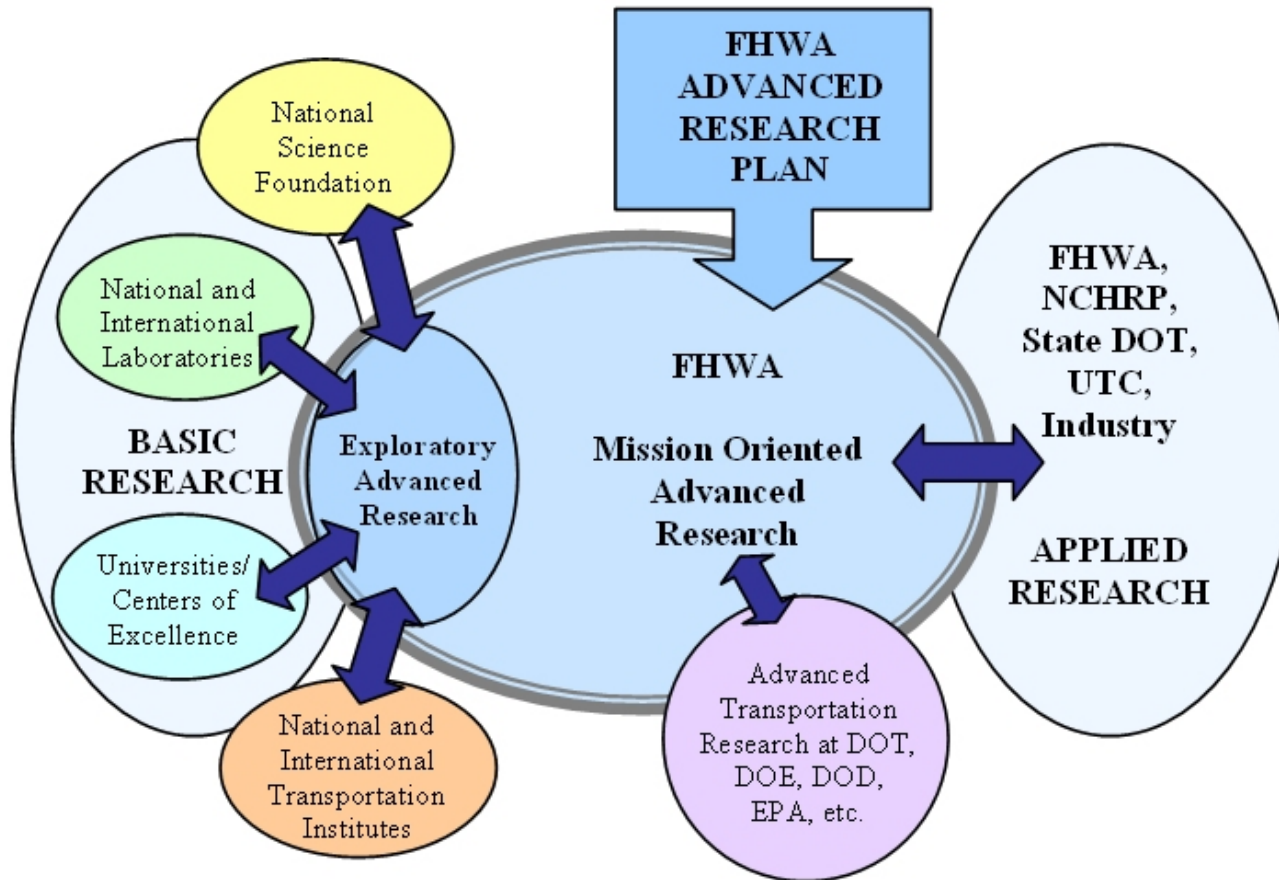 FHWA
ADVANCED
RESEARCH
PLAN
National
Science
Foundation
National and
International
Laboratories
BASIC
RESEARCH
Universities/
Centers of
Excellence
National and
International
Transportation
Institutes
Exploratory
Advanced
Research
FHWA
Mission Oriented
Advanced
Research
Advanced
Transportation
Research at DOT,
DOE, DOD,
EPA, etc.
FHWA,
NCHRP,
State DOT,
UTC,
Industry
APPLIED
RESEARCH